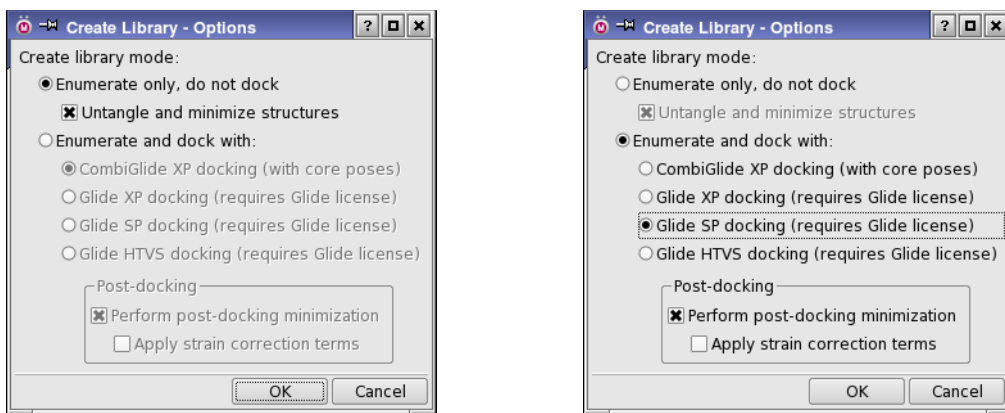 Create Library - Options
Create library mode:
Enumerate only, do not dock
Untangle and minimize structures
Enumerate and dock with:
CombiGlide XP docking (with core poses)
Glide XP docking (requires Glide license)
Glide SP docking (requires Glide license)
Glide HTVS docking (requires Glide license)
Post-docking
Perform post-docking minimization
Apply strain correction terms
OK Cancel
Create Library - Options
Create library mode:
Enumerate only, do not dock
Untangle and minimize structures
Enumerate and dock with:
CombiGlide XP docking (with core poses)
Glide XP docking (requires Glide license)
Glide SP docking (requires Glide license)
Glide HTVS docking (requires Glide license)
Post-docking
Perform post-docking minimization
Apply strain correction terms
OK Cancel